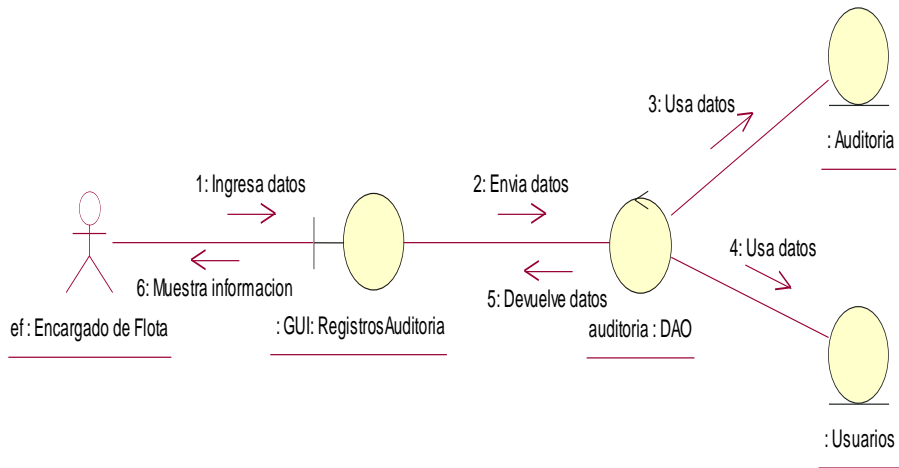 3: Usa datos
: Auditoria
1: Ingresa datos
2: Envia datos
4: Usa datos
6: Muestra informacion
5: Devuelve datos
ef : Encargado de Flota
: GUI: RegistrosAuditoria
auditoria : DAO
: Usuarios